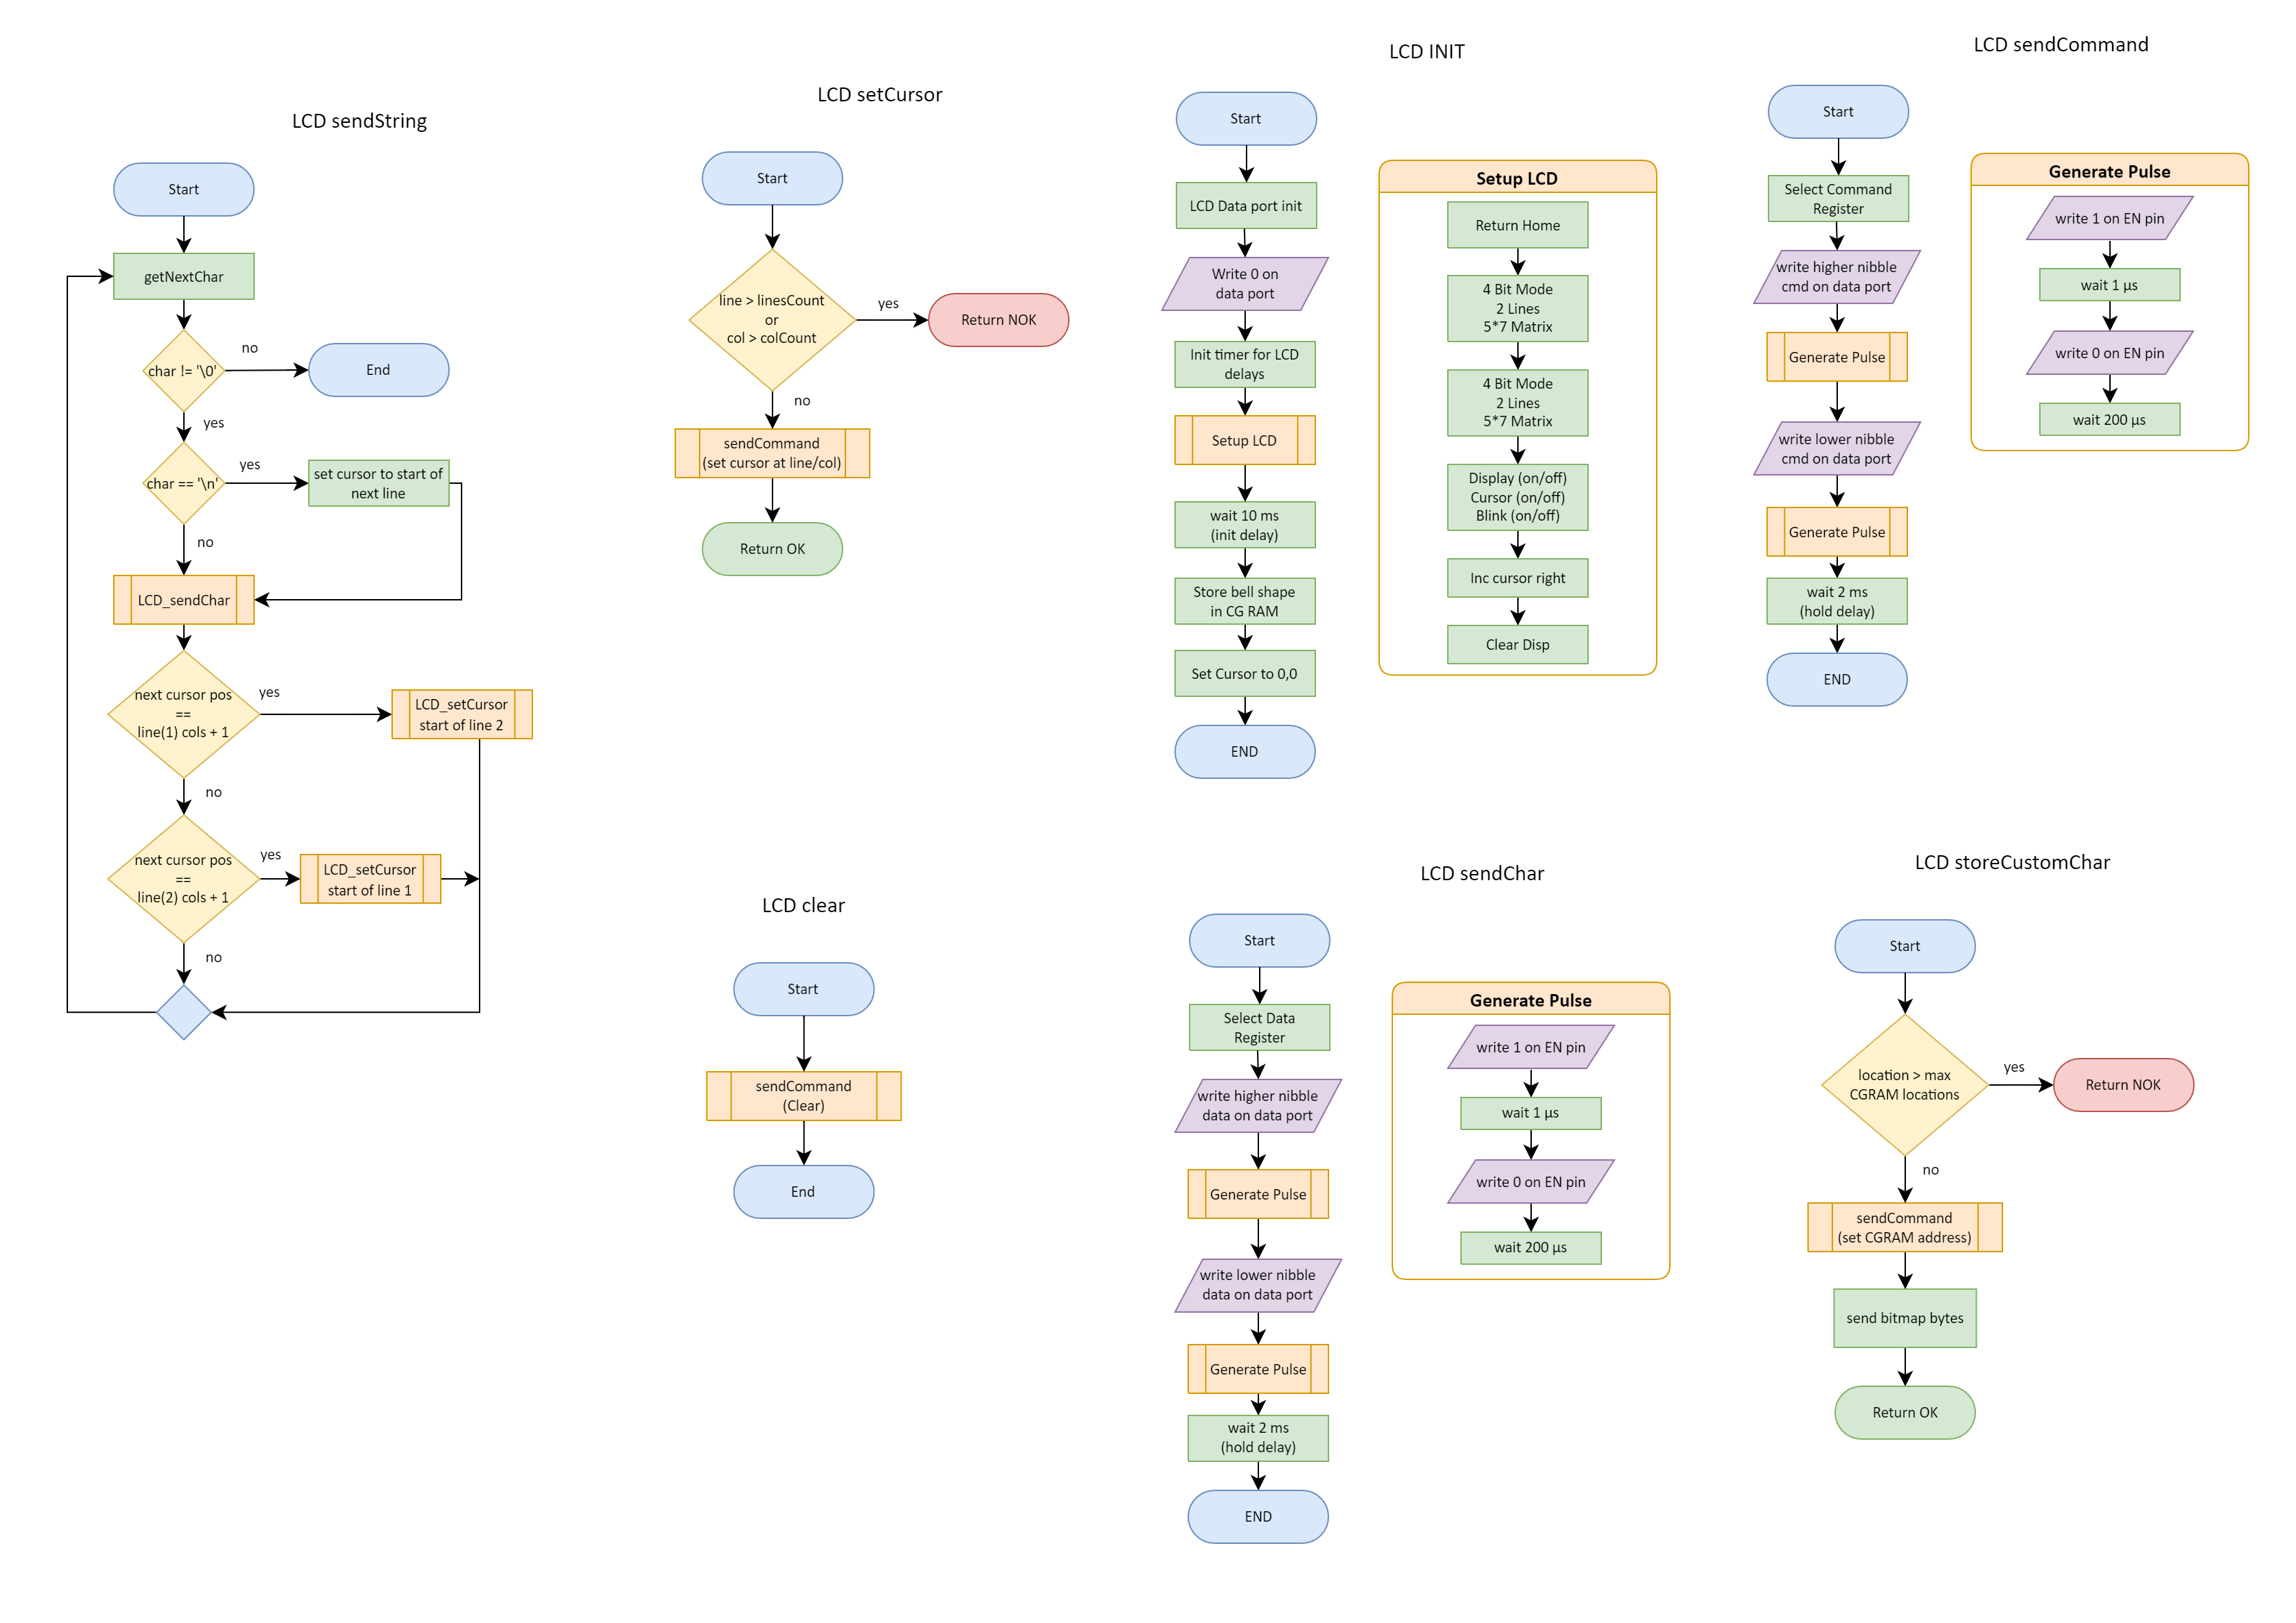 LCD sendString
Start
getNextChar
char != '\0'
no
End
yes
char == '\n'
yes
set cursor to start of
next line
no
LCD_sendChar
next cursor pos
==
line(1) cols + 1
yes
LCD_setCursor
start of line 2
no
next cursor pos
==
line(2) cols + 1
yes
LCD_setCursor
start of line 1
no
LCD setCursor
Start
line > linesCount
or
col > colCount
yes
Return NOK
no
sendCommand
(set cursor at line/col)
Return OK
LCD clear
Start
sendCommand
(Clear)
End
LCD INIT
Start
LCD Data port init
Write 0 on
data port
Init timer for LCD
delays
Setup LCD
wait 10 ms
(init delay)
Store bell shape
in CG RAM
Set Cursor to 0,0
END
Setup LCD
Return Home
4 Bit Mode
2 Lines
5*7 Matrix
4 Bit Mode
2 Lines
5*7 Matrix
Display (on/off)
Cursor (on/off)
Blink (on/off)
Inc cursor right
Clear Disp
LCD sendCommand
Start
Select Command
Register
write higher nibble
cmd on data port
Generate Pulse
write lower nibble
cmd on data port
Generate Pulse
wait 2 ms
(hold delay)
END
Generate Pulse
write 1 on EN pin
wait 1 µs
write 0 on EN pin
wait 200 µs
LCD sendChar
Start
Select Data
Register
write higher nibble
data on data port
Generate Pulse
write lower nibble
data on data port
Generate Pulse
wait 2 ms
(hold delay)
END
Generate Pulse
write 1 on EN pin
wait 1 µs
write 0 on EN pin
wait 200 µs
LCD storeCustomChar
Start
location > max
CGRAM locations
yes
Return NOK
no
sendCommand
(set CGRAM address)
send bitmap bytes
Return OK